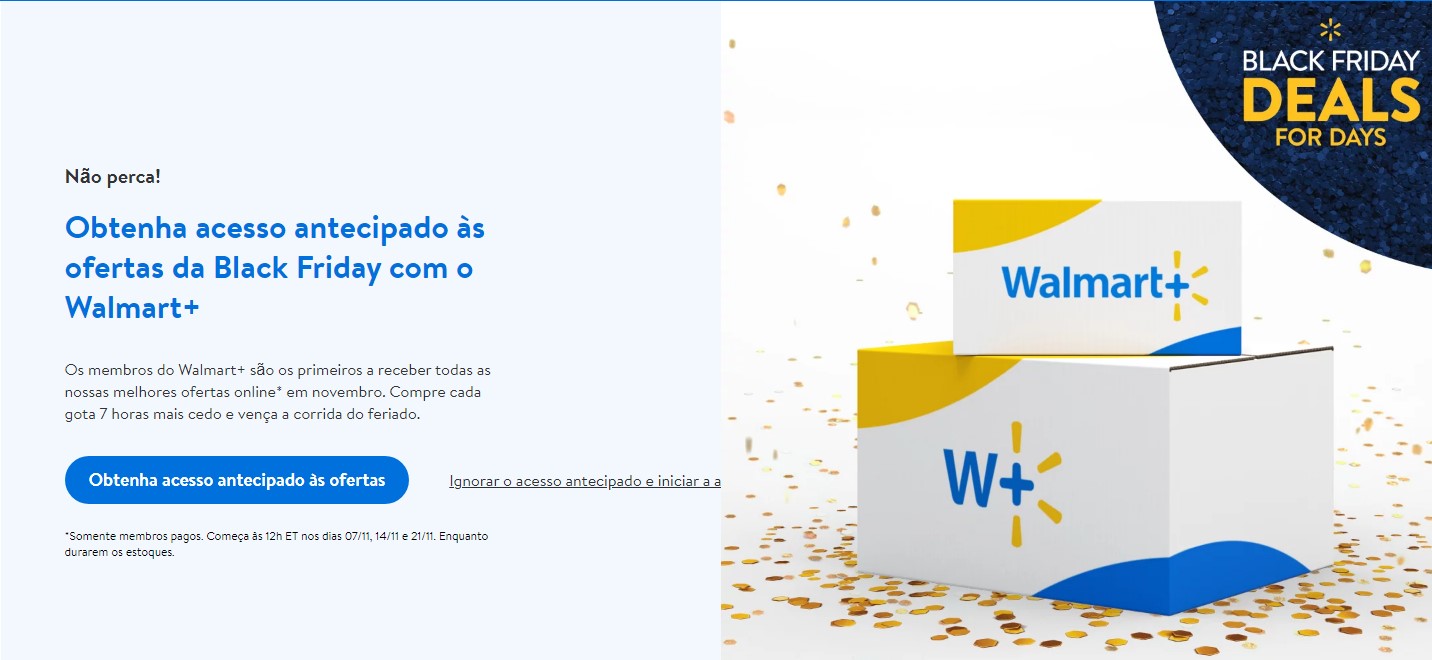 Não perca!
Obtenha acesso antecipado às
ofertas da Black Friday com o
Walmart+
Os membros do Walmart+ são os primeiros a receber todas as
nossas melhores ofertas online* em novembro. Compre cada
gota 7 horas mais cedo e vença a corrida do feriado.
Obtenha acesso antecipado às ofertas
Ignorar o acesso antecipado e iniciar a a
*Somente membros pagos. Começa às 12h ET nos dias 07/11, 14/11 e 21/11. Enquanto
durarem os estoques.
BLACK FRIDAY
DEALS
FOR DAYS
Walmart+
W+